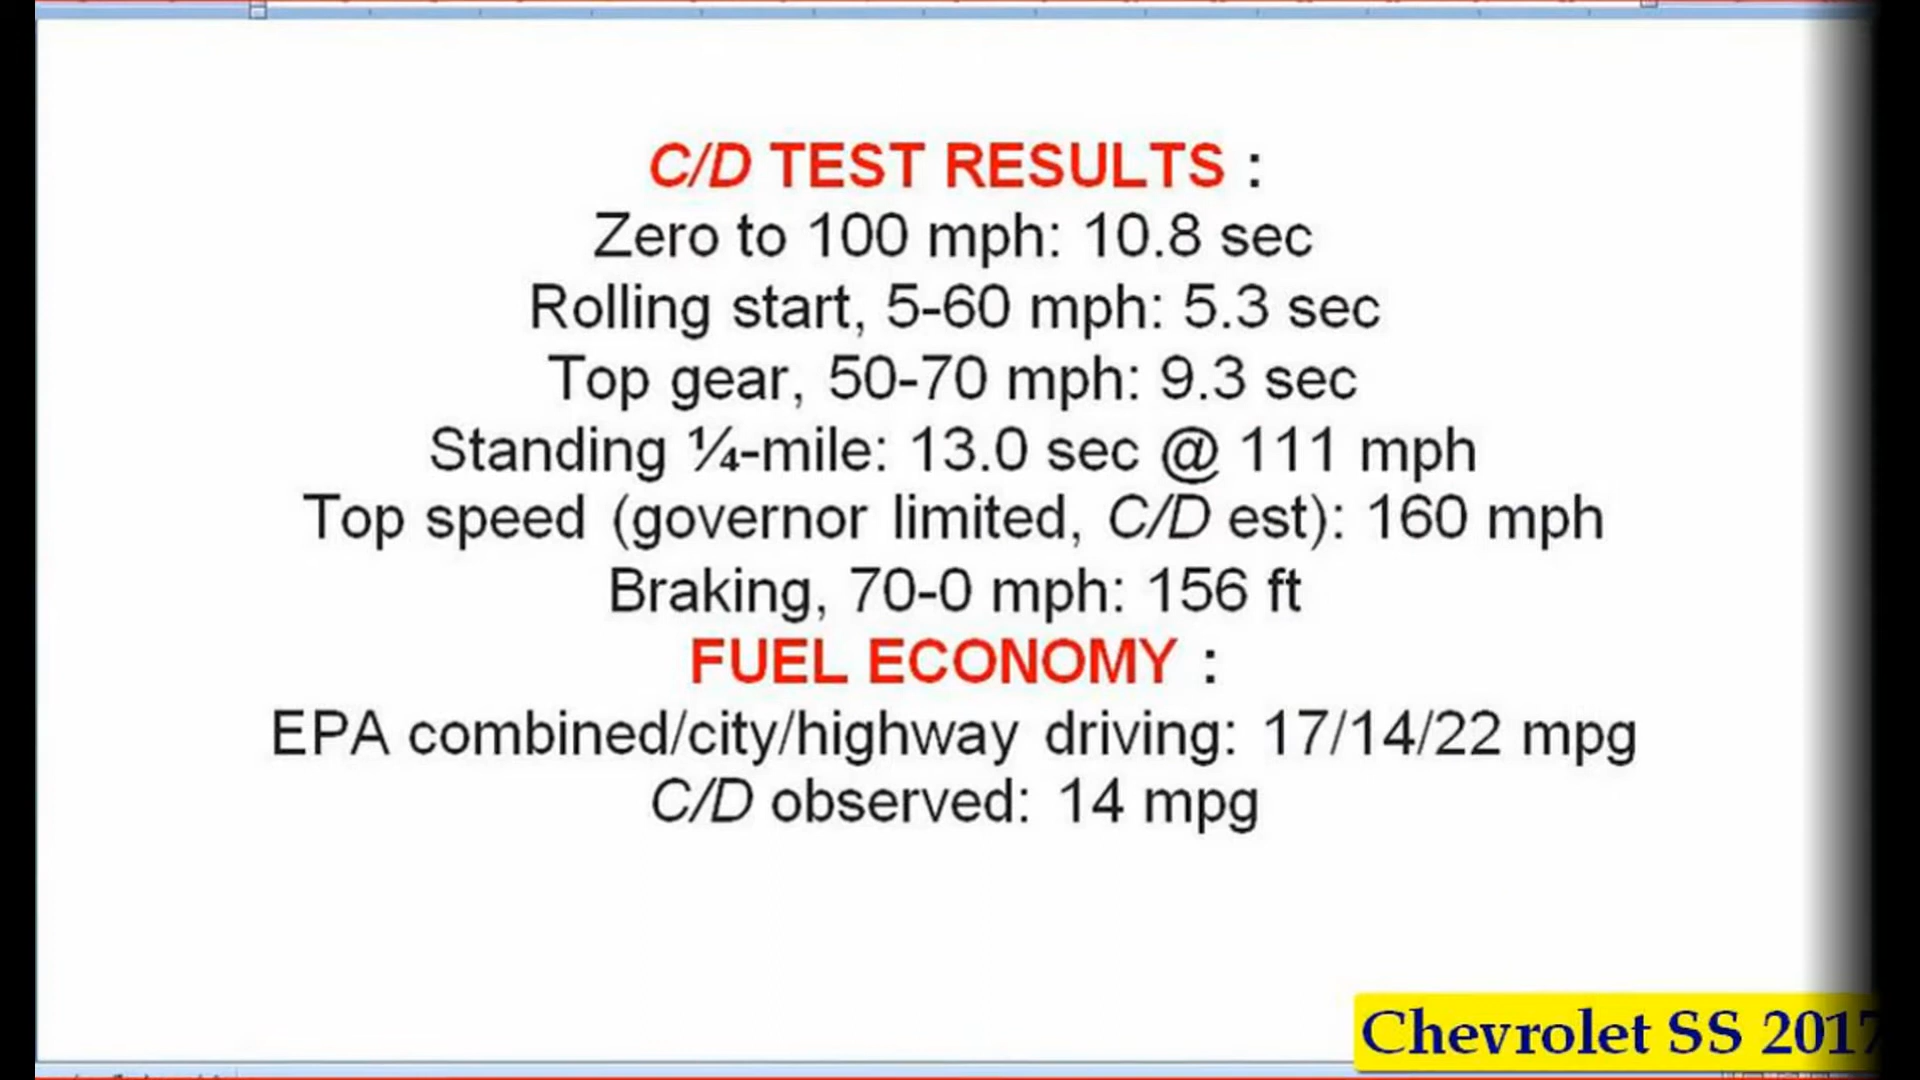 C/D TEST RESULTS :
Zero to 100 mph: 10.8 sec
Rolling start, 5-60 mph: 5.3 sec
Top gear, 50-70 mph: 9.3 sec
Standing ¼-mile: 13.0 sec @ 111 mph
Top speed (governor limited, C/D est): 160 mph
Braking, 70-0 mph: 156 ft
FUEL ECONOMY :
EPA combined/city/highway driving: 17/14/22 mpg
C/D observed: 14 mpg
Chevrolet SS 2017